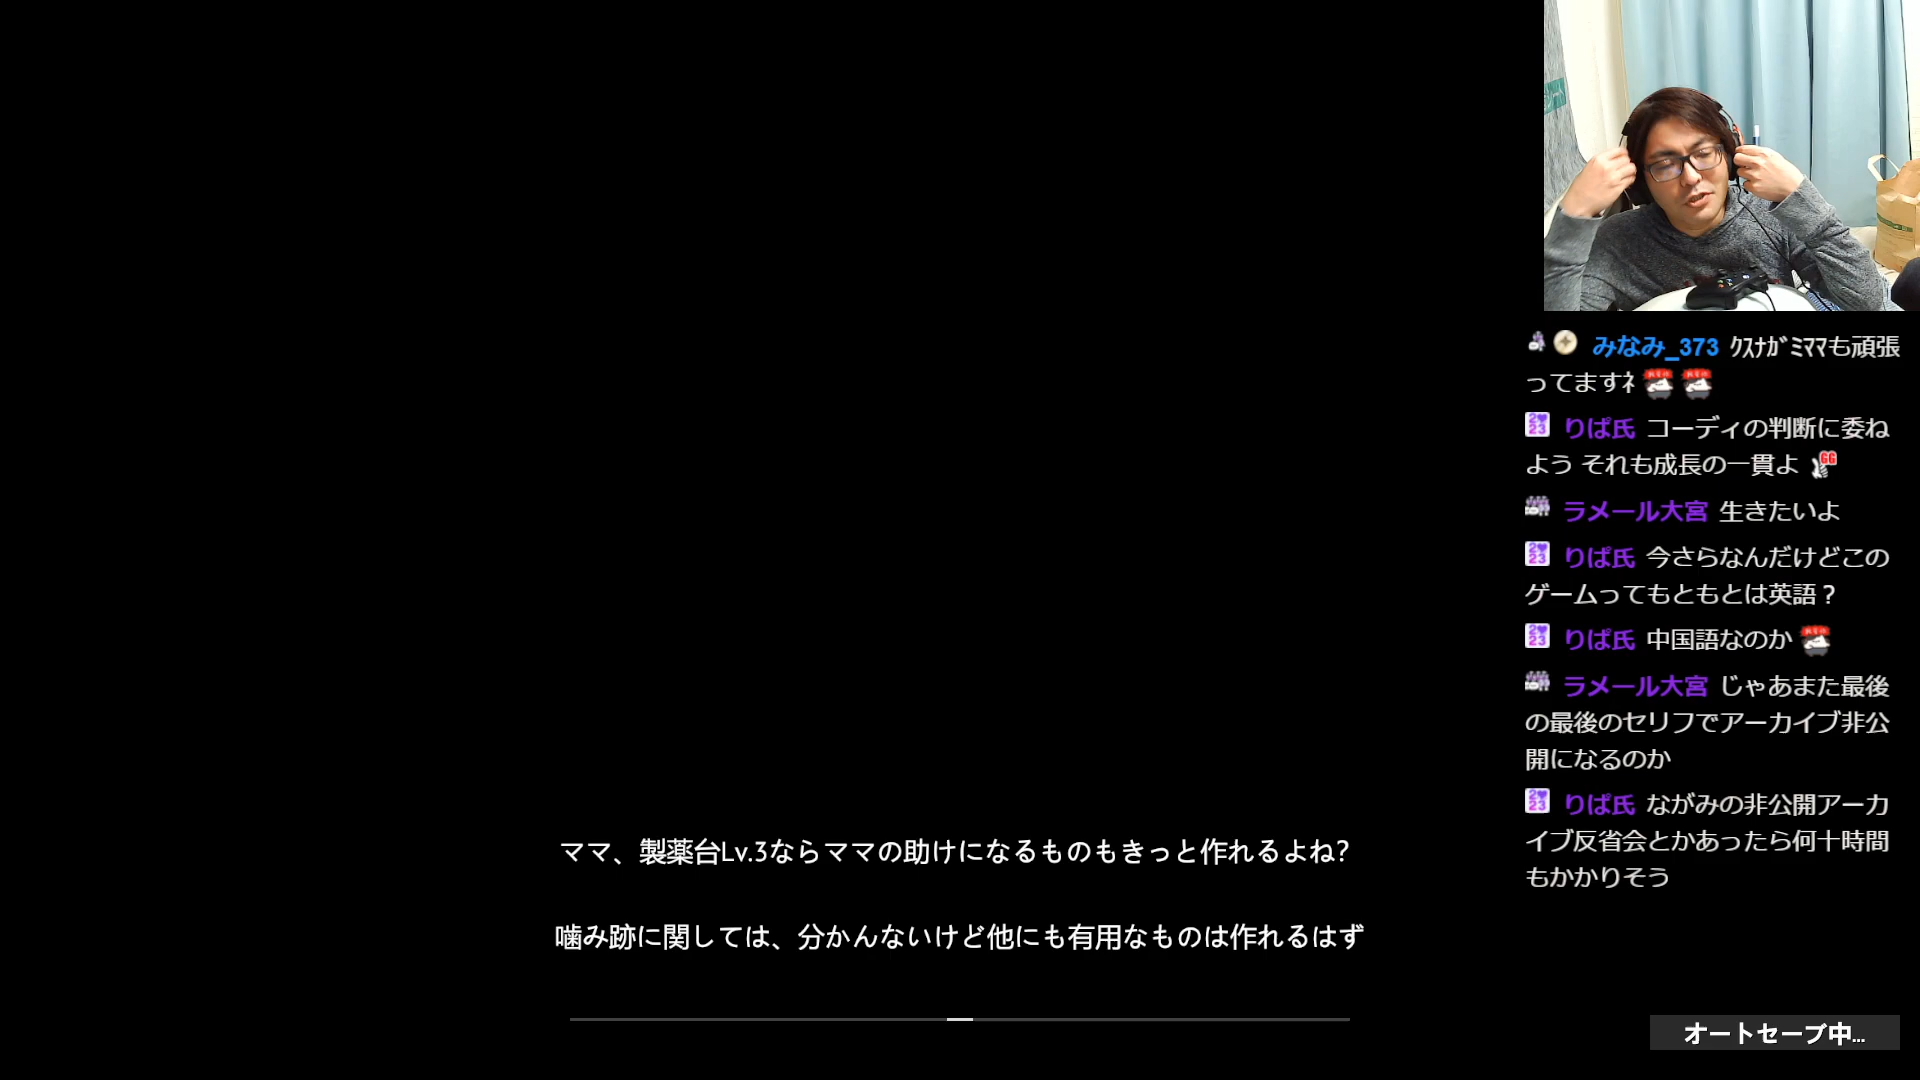 みなみ_373 ｸｽﾅｶﾞﾐﾏﾏも頑張
ってますﾈ
りぱ氏 コーディの判断に委ね
よう それも成長の一貫よ
ラメール大宮 生きたいよ
りぱ氏 今さらなんだけどこの
ゲームってもともとは英語？
りぱ氏 中国語なのか
ラメール大宮 じゃあまた最後
の最後のセリフでアーカイブ非公
開になるのか
りぱ氏 ながみの非公開アーカ
イブ反省会とかあったら何十時間
もかかりそう
ママ、製薬台Lv.3ならママの助けになるものもきっと作れるよね?
噛み跡に関しては、分かんないけど他にも有用なものは作れるはず
オートセーブ中...